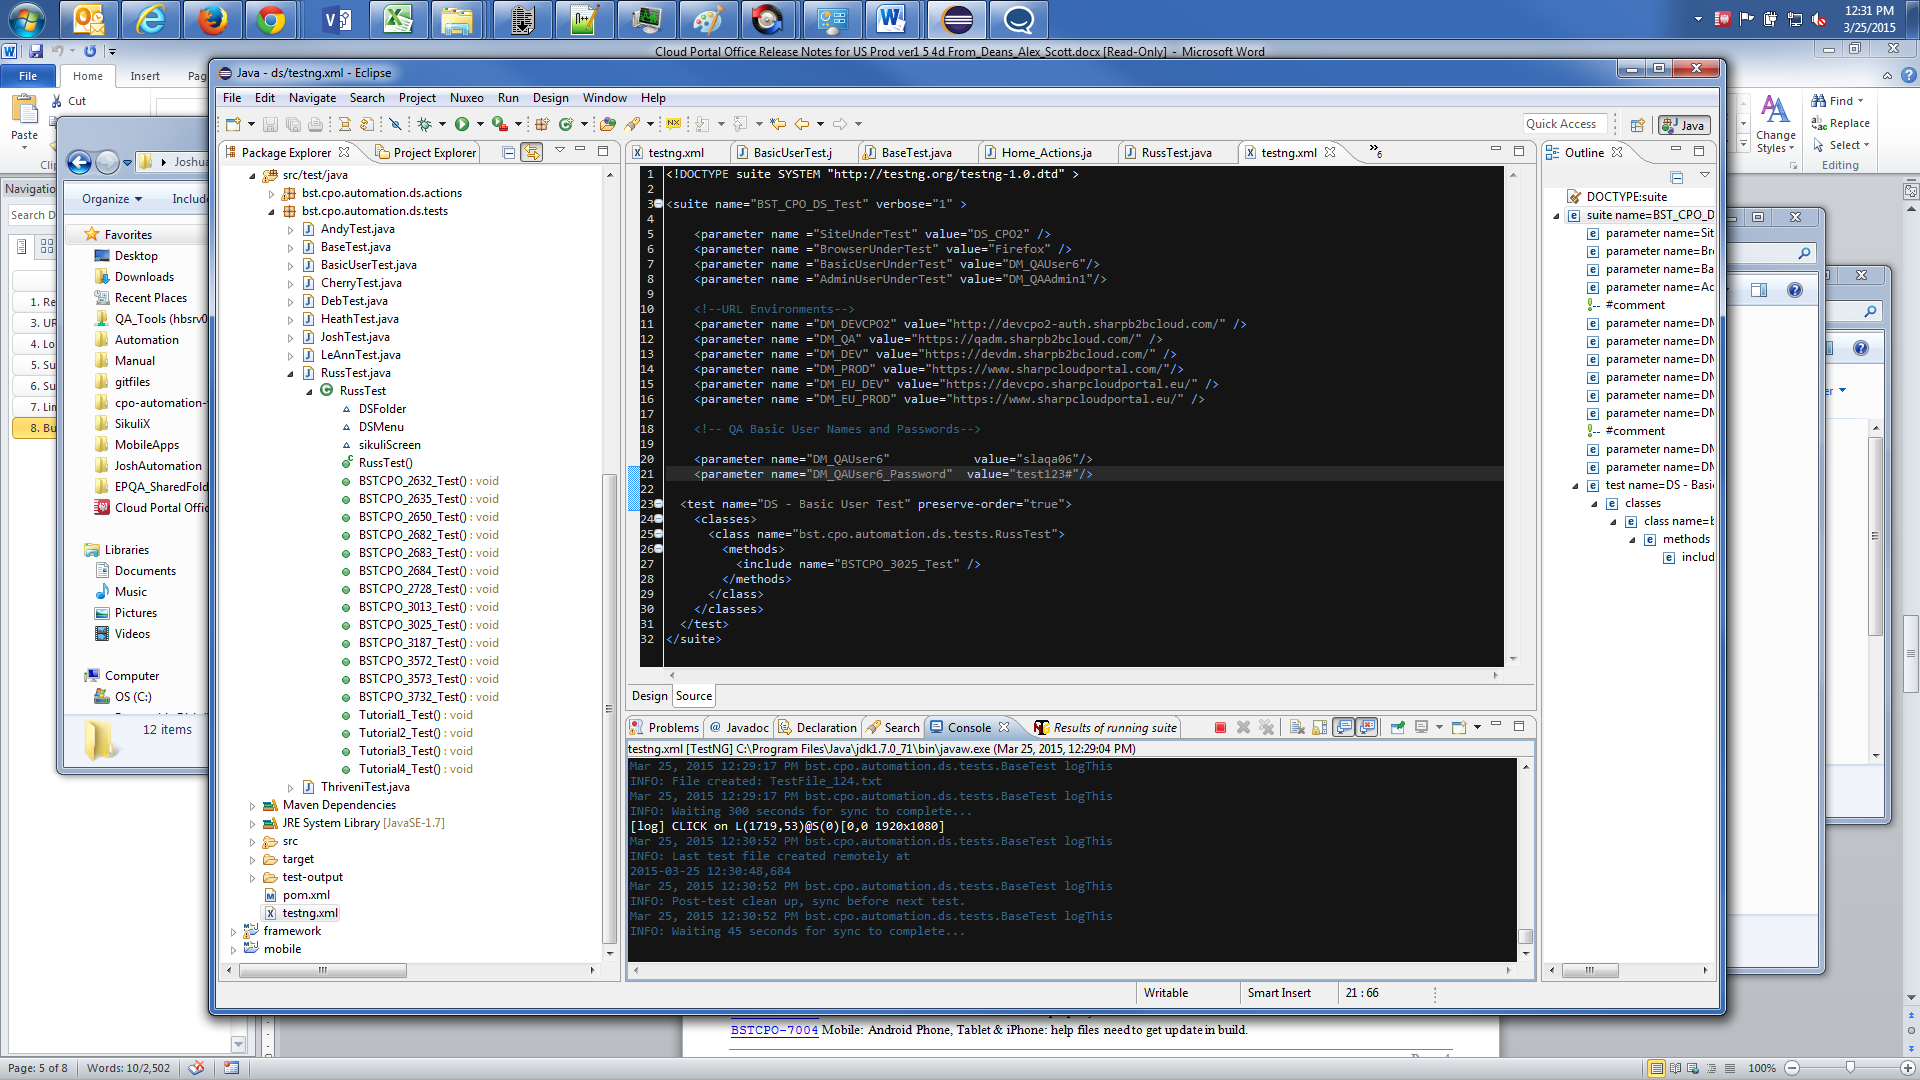 12:31 PM
3/25/2015
Cloud Portal Office Release Notes for US Prod ver1 5 4d From_Deans_Alex_Scott.docx [Read-Only] - Microsoft Word
File
Home
Insert
Pag
Cut
Paste
Find
Replace
Select
Change Styles
Editing
Java - ds/testng.xml - Eclipse
File Edit Navigate Search Project Nuxeo Run Design Window Help
Quick Access
Java
Joshua
Organize
Include
Navigation
Search D
1. Re
3. UR
4. Lo
5. Su
6. Su
7. Lim
8. Bu
Favorites
Desktop
Downloads
Recent Places
QA_Tools (hbsrv0
Automation
Manual
gitfiles
cpo-automation-
SikuliX
MobileApps
JoshAutomation
EPQA_SharedFold
Cloud Portal Offic
Libraries
Documents
Music
Pictures
Videos
Computer
OS (C:)
12 items
Package Explorer
Project Explorer
src/test/java
bst.cpo.automation.ds.actions
bst.cpo.automation.ds.tests
AndyTest.java
BaseTest.java
BasicUserTest.java
CherryTest.java
DebTest.java
HeathTest.java
JoshTest.java
LeAnnTest.java
RussTest.java
RussTest
DSFolder
DSMenu
sikuliScreen
RussTest()
BSTCPO_2632_Test() : void
BSTCPO_2635_Test() : void
BSTCPO_2650_Test() : void
BSTCPO_2682_Test() : void
BSTCPO_2683_Test() : void
BSTCPO_2684_Test() : void
BSTCPO_2728_Test() : void
BSTCPO_3013_Test() : void
BSTCPO_3025_Test() : void
BSTCPO_3187_Test() : void
BSTCPO_3572_Test() : void
BSTCPO_3573_Test() : void
BSTCPO_3732_Test() : void
Tutorial1_Test() : void
Tutorial2_Test() : void
Tutorial3_Test() : void
Tutorial4_Test() : void
ThriveniTest.java
Maven Dependencies
JRE System Library [JavaSE-1.7]
src
target
test-output
pom.xml
testng.xml
framework
mobile
testng.xml
BasicUserTest.j
BaseTest.java
Home_Actions.ja
RussTest.java
testng.xml
»6
1 <!DOCTYPE suite SYSTEM "http://testng.org/testng-1.0.dtd" >
2
3 <suite name="BST_CPO_DS_Test" verbose="1" >
4
5 <parameter name ="SiteUnderTest" value="DS_CPO2" />
6 <parameter name ="BrowserUnderTest" value="Firefox" />
7 <parameter name ="BasicUserUnderTest" value="DM_QAUser6"/>
8 <parameter name ="AdminUserUnderTest" value="DM_QAAdmin1"/>
9
10 <!--URL Environments-->
11 <parameter name ="DM_DEVCPO2" value="http://devcpo2-auth.sharpb2bcloud.com/" />
12 <parameter name ="DM_QA" value="https://qadm.sharpb2bcloud.com/" />
13 <parameter name ="DM_DEV" value="https://devdm.sharpb2bcloud.com/" />
14 <parameter name ="DM_PROD" value="https://www.sharpcloudportal.com/"/>
15 <parameter name ="DM_EU_DEV" value="https://devcpo.sharpcloudportal.eu/" />
16 <parameter name ="DM_EU_PROD" value="https://www.sharpcloudportal.eu/" />
17
18 <!-- QA Basic User Names and Passwords-->
19
20 <parameter name="DM_QAUser6" value="slaqa06"/>
21 <parameter name="DM_QAUser6_Password" value="test123#"/>
22
23 <test name="DS - Basic User Test" preserve-order="true">
24 <classes>
25 <class name="bst.cpo.automation.ds.tests.RussTest">
26 <methods>
27 <include name="BSTCPO_3025_Test" />
28 </methods>
29 </class>
30 </classes>
31 </test>
32 </suite>
Design
Source
Problems
Javadoc
Declaration
Search
Console
Results of running suite
testng.xml [TestNG] C:\Program Files\Java\jdk1.7.0_71\bin\javaw.exe (Mar 25, 2015, 12:29:04 PM)
Mar 25, 2015 12:29:17 PM bst.cpo.automation.ds.tests.BaseTest logThis
INFO: File created: TestFile_124.txt
Mar 25, 2015 12:29:17 PM bst.cpo.automation.ds.tests.BaseTest logThis
INFO: Waiting 300 seconds for sync to complete...
[log] CLICK on L(1719,53)@S(0)[0,0 1920x1080]
Mar 25, 2015 12:30:52 PM bst.cpo.automation.ds.tests.BaseTest logThis
INFO: Last test file created remotely at
2015-03-25 12:30:48,684
Mar 25, 2015 12:30:52 PM bst.cpo.automation.ds.tests.BaseTest logThis
INFO: Post-test clean up, sync before next test.
Mar 25, 2015 12:30:52 PM bst.cpo.automation.ds.tests.BaseTest logThis
INFO: Waiting 45 seconds for sync to complete...
Outline
DOCTYPE:suite
suite name=BST_CPO_D
parameter name=Sit
parameter name=Bro
parameter name=Ba
parameter name=Ad
#comment
parameter name=DM
parameter name=DM
parameter name=DM
parameter name=DM
parameter name=DM
parameter name=DM
#comment
parameter name=DM
parameter name=DM
test name=DS - Basic
classes
class name=b
methods
includ
Writable
Smart Insert
21 : 66
BSTCPO-7004 Mobile: Android Phone, Tablet & iPhone: help files need to get update in build.
Page: 5 of 8
Words: 10/2,502
100%